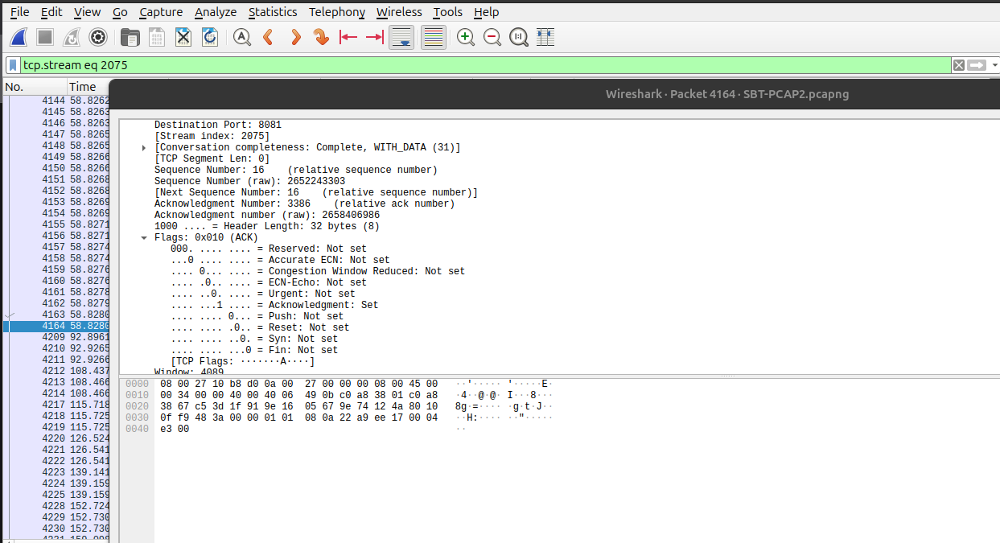 File Edit View Go Capture Analyze Statistics Telephony Wireless Tools Help
tcp.stream eq 2075
No. Time
Wireshark · Packet 4164 · SBT-PCAP2.pcapng
4144 58.8262
4145 58.8263
4146 58.8263
4147 58.8265
4148 58.8265
4149 58.8266
4150 58.8266
4151 58.8268
4152 58.8268
4153 58.8269
4154 58.8269
4155 58.8271
4156 58.8271
4157 58.8274
4158 58.8274
4159 58.8276
4160 58.8276
4161 58.8278
4162 58.8279
4163 58.8280
4164 58.8280
4209 92.8961
4210 92.9265
4211 92.9266
4212 108.437
4213 108.466
4214 108.466
4217 115.718
4218 115.725
4219 115.725
4220 126.524
4221 126.541
4222 126.541
4223 139.141
4224 139.159
4225 139.159
4228 152.724
4229 152.730
4230 152.730
Destination Port: 8081
[Stream index: 2075]
[Conversation completeness: Complete, WITH_DATA (31)]
[TCP Segment Len: 0]
Sequence Number: 16    (relative sequence number)
Sequence Number (raw): 2652243303
[Next Sequence Number: 16    (relative sequence number)]
Acknowledgment Number: 3386    (relative ack number)
Acknowledgment number (raw): 2658406986
1000 .... = Header Length: 32 bytes (8)
Flags: 0x010 (ACK)
000. .... .... = Reserved: Not set
...0 .... .... = Accurate ECN: Not set
.... 0... .... = Congestion Window Reduced: Not set
.... .0.. .... = ECN-Echo: Not set
.... ..0. .... = Urgent: Not set
.... ...1 .... = Acknowledgment: Set
.... .... 0... = Push: Not set
.... .... .0.. = Reset: Not set
.... .... ..0. = Syn: Not set
.... .... ...0 = Fin: Not set
[TCP Flags: ·······A····]
Window: 4089
0000 08 00 27 10 b8 d0 0a 00 27 00 00 00 08 00 45 00 ··'····· '·····E·
0010 00 34 00 00 40 00 40 06 49 0b c0 a8 38 01 c0 a8 ·4··@·@· I···8···
0020 38 67 c5 3d 1f 91 9e 16 05 67 9e 74 12 4a 80 10 8g·=···· ·g·t·J··
0030 0f f9 48 3a 00 00 01 01 08 0a 22 a9 ee 17 00 04 ··H:···· ··"·····
0040 e3 00 ··